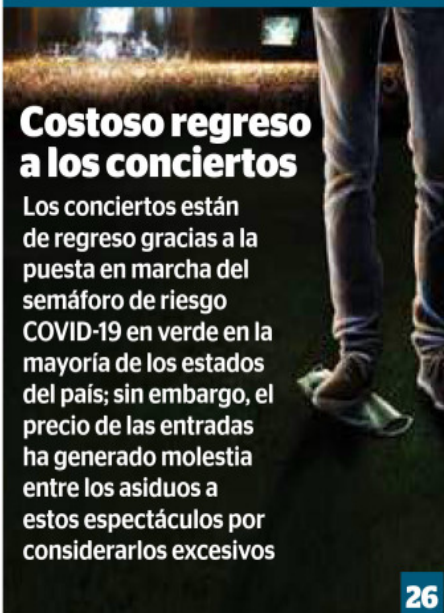 Costoso regreso
a los conciertos
Los conciertos están
de regreso gracias a la
puesta en marcha del
semáforo de riesgo
COVID-19 en verde en la
mayoría de los estados
del país; sin embargo, el
precio de las entradas
ha generado molestia
entre los asiduos a
estos espectáculos por
considerarlos excesivos
26